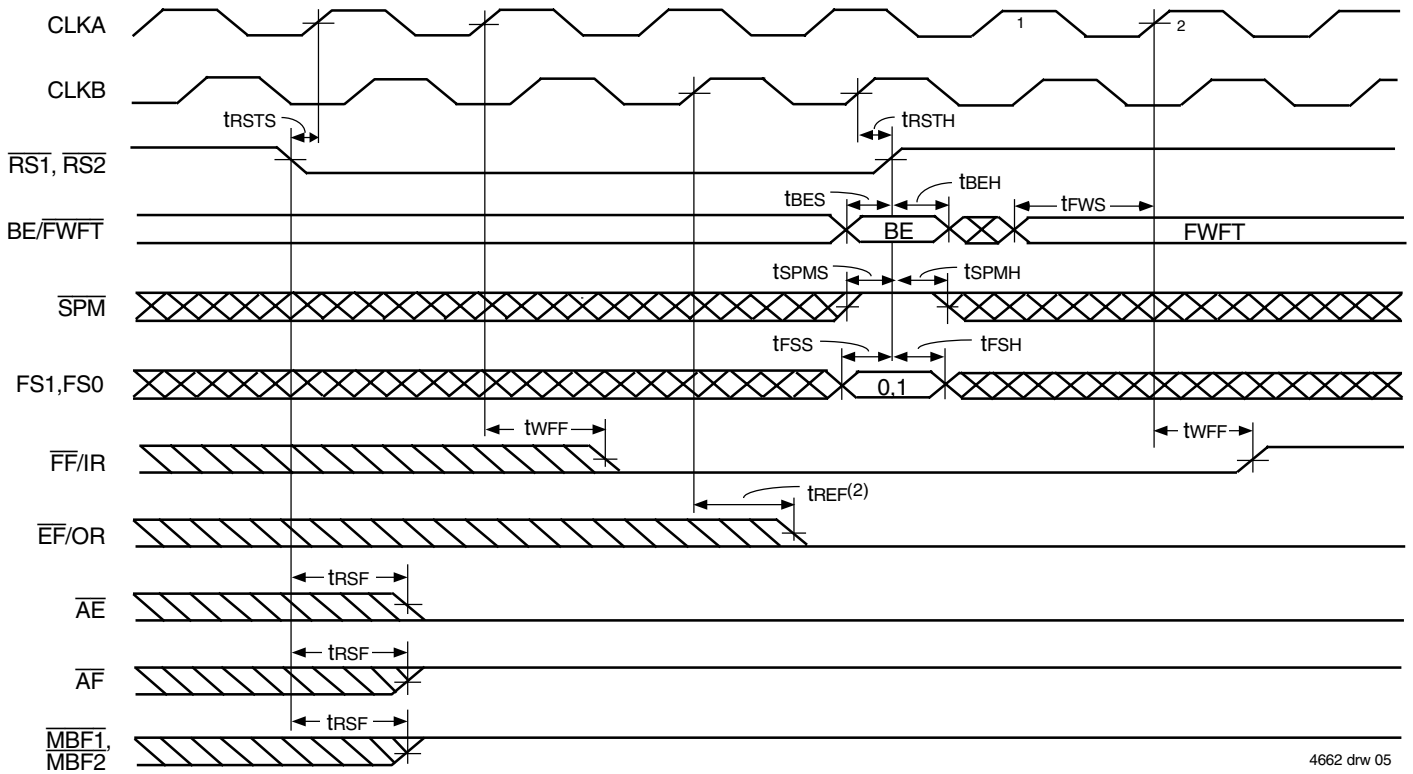 CLKA
1
2
CLKB
tRSTS
tRSTH
RS1, RS2
tBES
tBEH
tFWS
BE/FWFT
BE
FWFT
tSPMS
tSPMH
SPM
tFSS
tFSH
FS1,FS0
0,1
tWFF
tWFF
FF/IR
tREF(2)
EF/OR
tRSF
AE
tRSF
AF
tRSF
MBF1,
MBF2
4662 drw 05